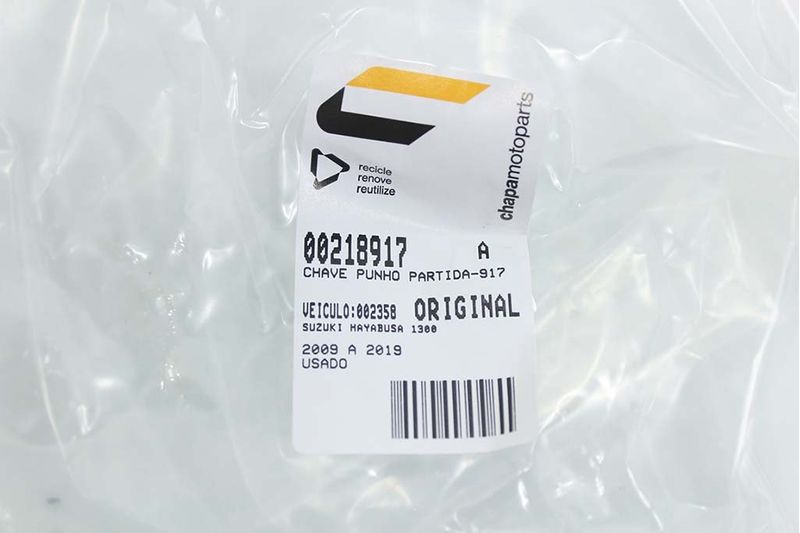 chapamotoparts
recicle
renove
reutilize
00218917 A
CHAVE PUNHO PARTIDA-917
VEICULO:002358 ORIGINAL
SUZUKI HAYABUSA 1300
2009 A 2019
USADO